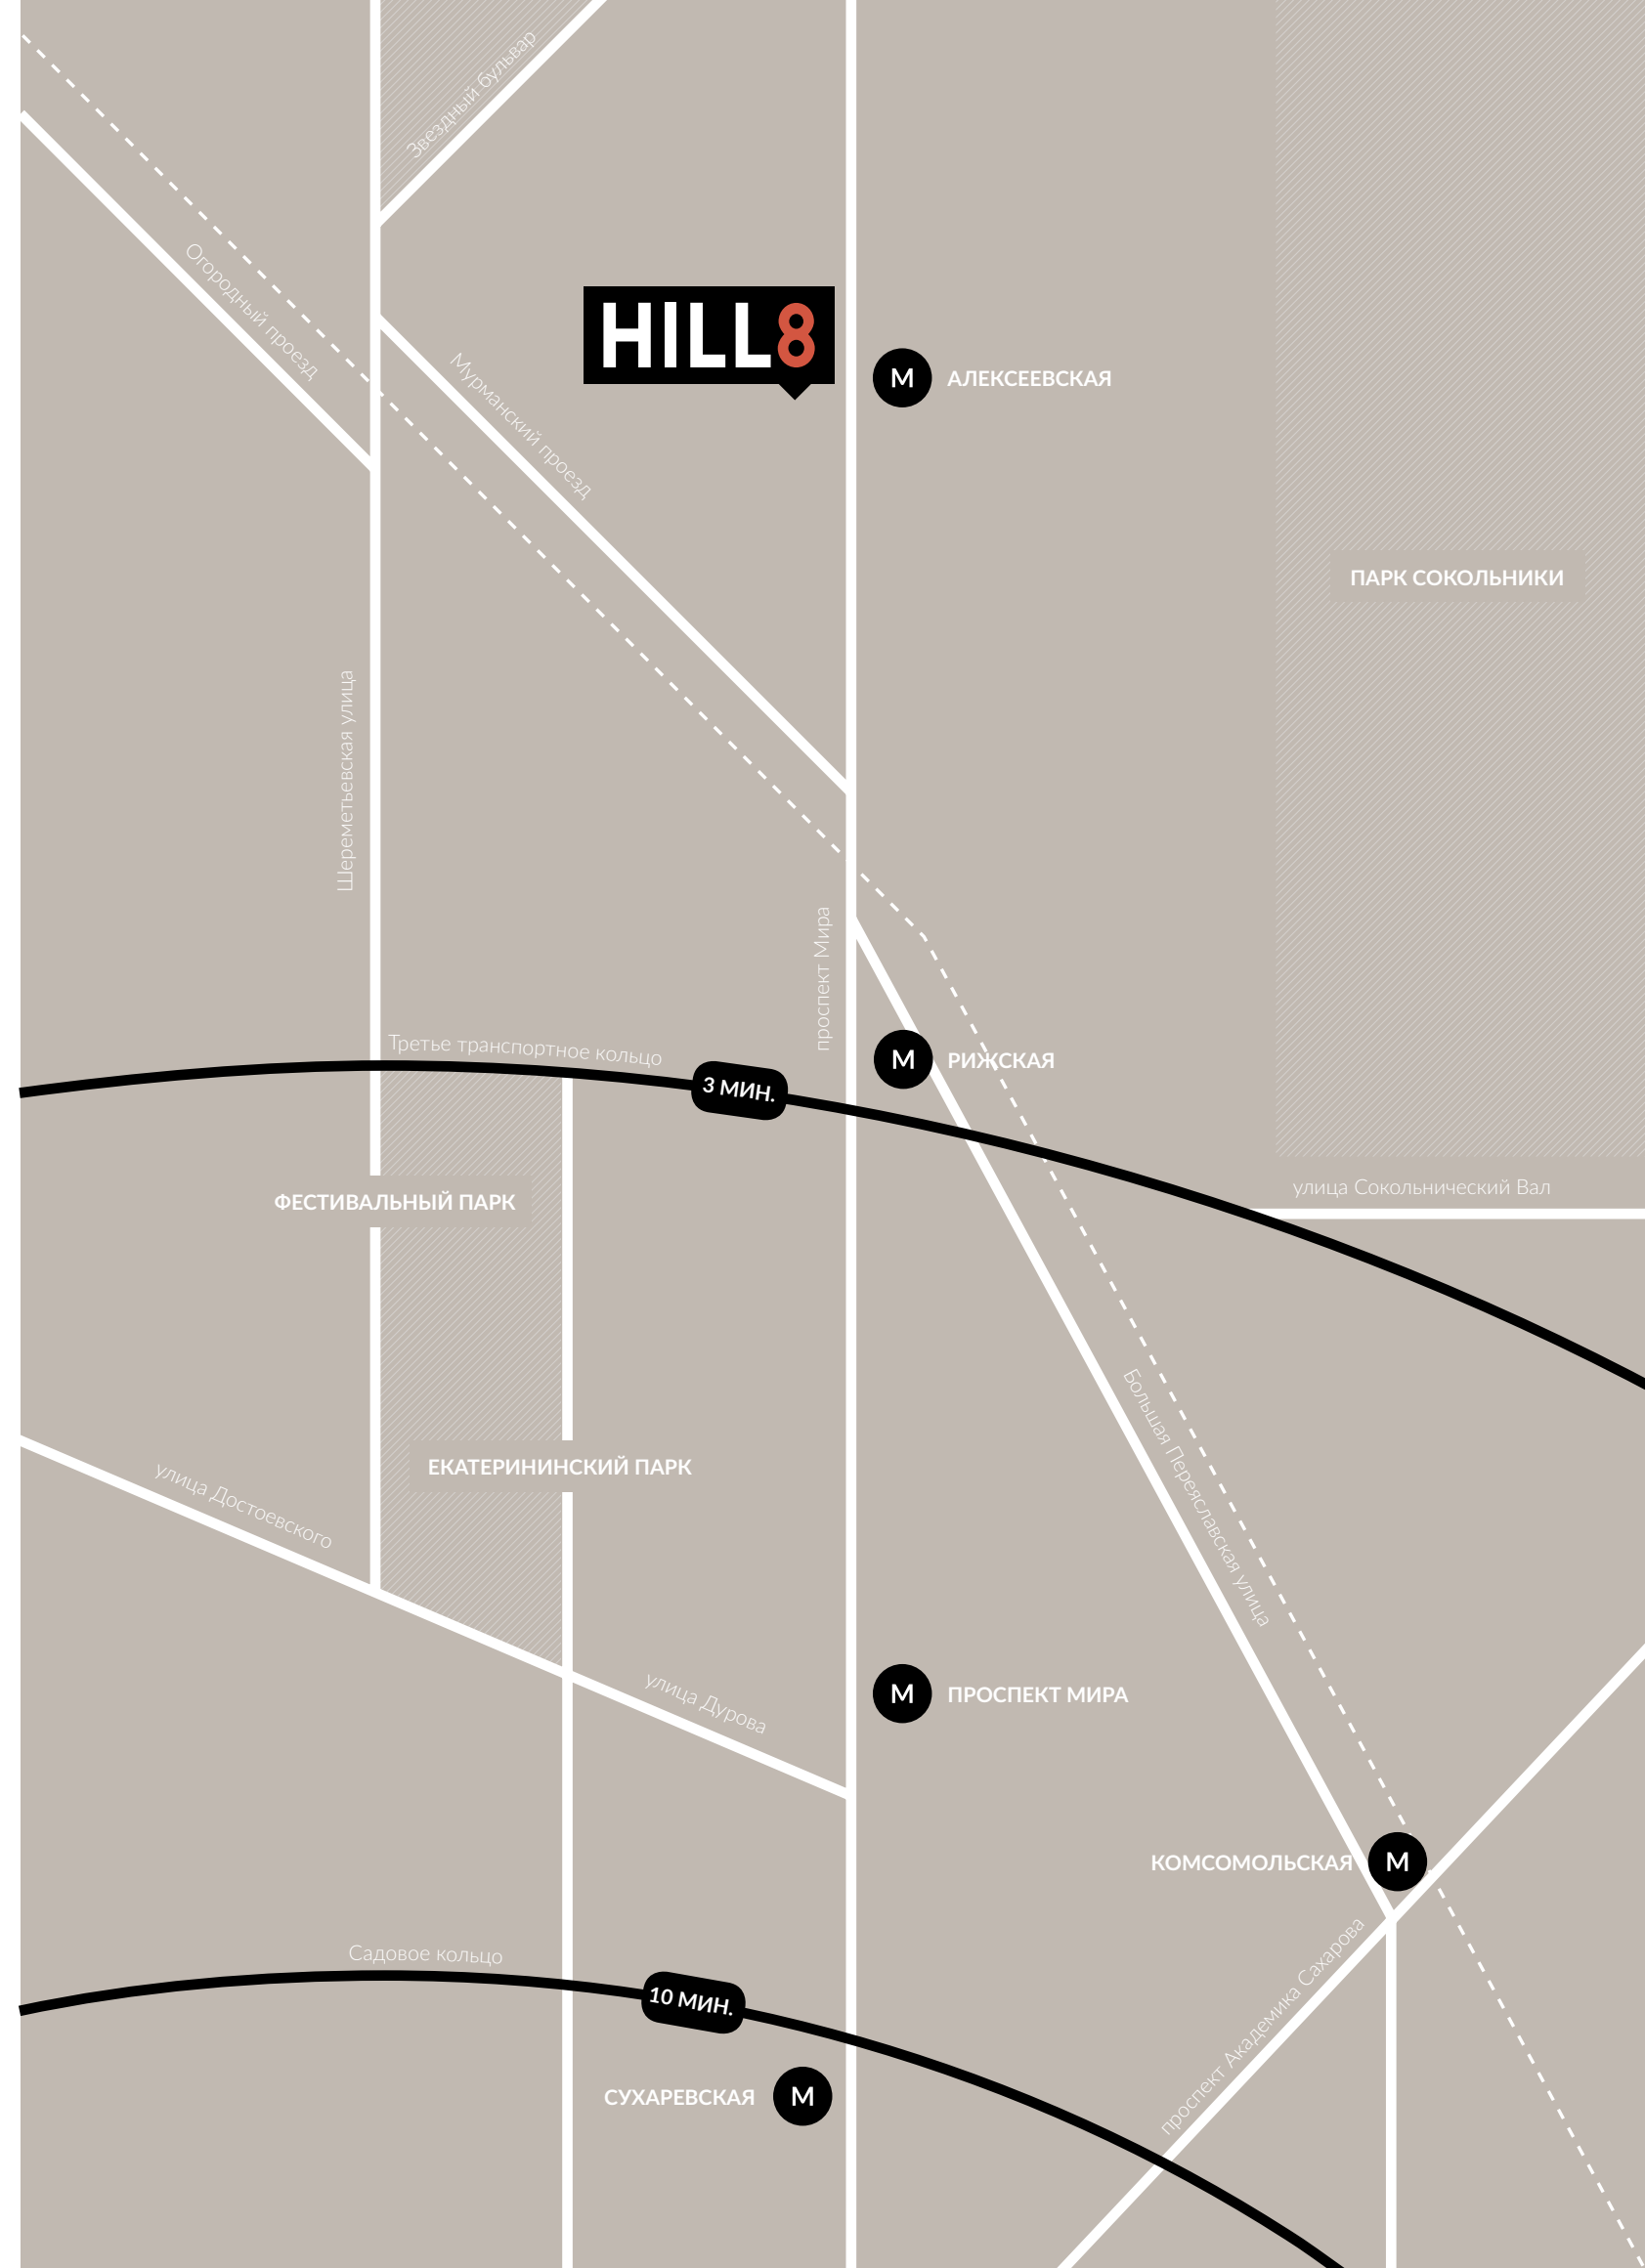 Звездный бульвар
Огородный проезд
HILL8
М АЛЕКСЕЕВСКАЯ
Мурманский проезд
ПАРК СОКОЛЬНИКИ
Шереметьевская улица
проспект Мира
Третье транспортное кольцо
М РИЖСКАЯ
3 МИН.
улица Сокольнический Вал
ФЕСТИВАЛЬНЫЙ ПАРК
Большая Переяславская улица
ЕКАТЕРИНИНСКИЙ ПАРК
улица Достоевского
улица Дурова
М ПРОСПЕКТ МИРА
КОМСОМОЛЬСКАЯ М
проспект Академика Сахарова
Садовое кольцо
10 МИН.
СУХАРЕВСКАЯ М